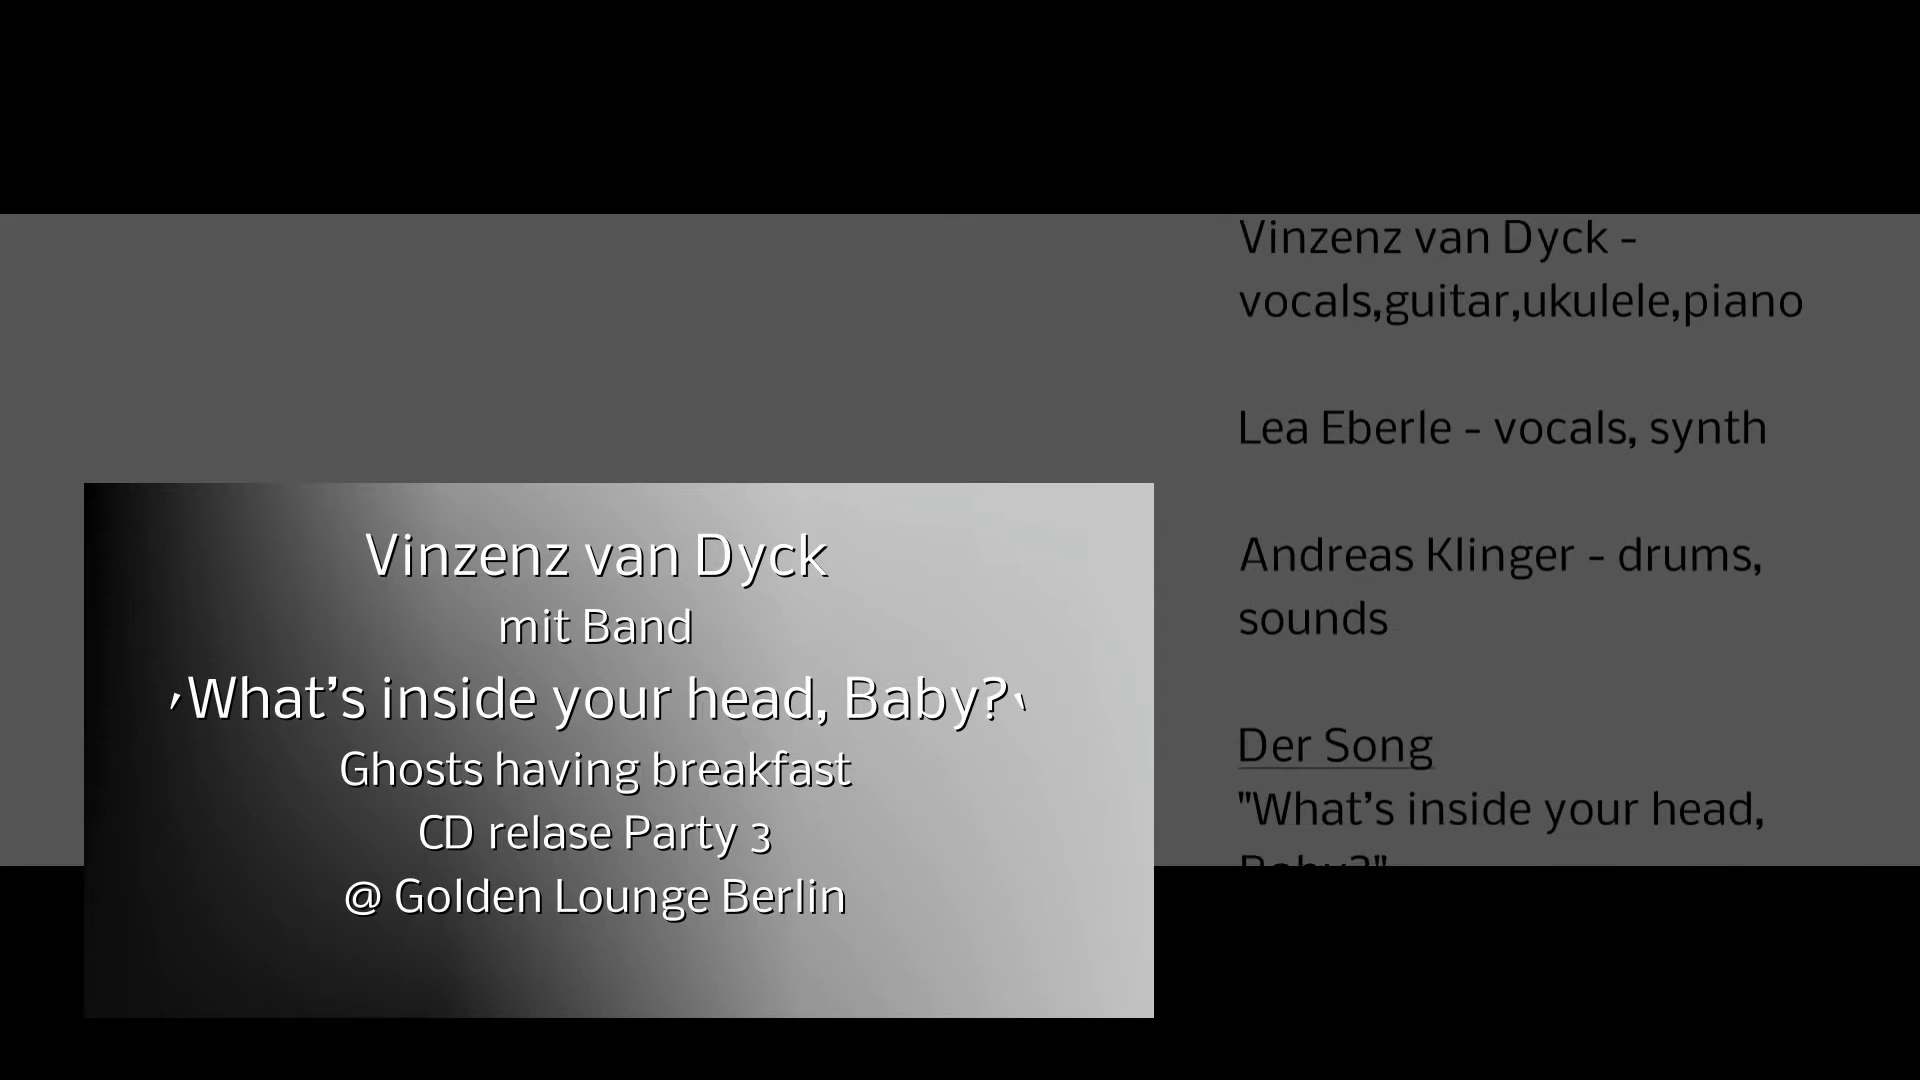 Vinzenz van Dyck -
vocals,guitar,ukulele,piano
Lea Eberle - vocals, synth
Andreas Klinger - drums,
sounds
Der Song
"What’s inside your head,
Baby?"
Vinzenz van Dyck
mit Band
‚What’s inside your head, Baby?‛
Ghosts having breakfast
CD relase Party 3
@ Golden Lounge Berlin